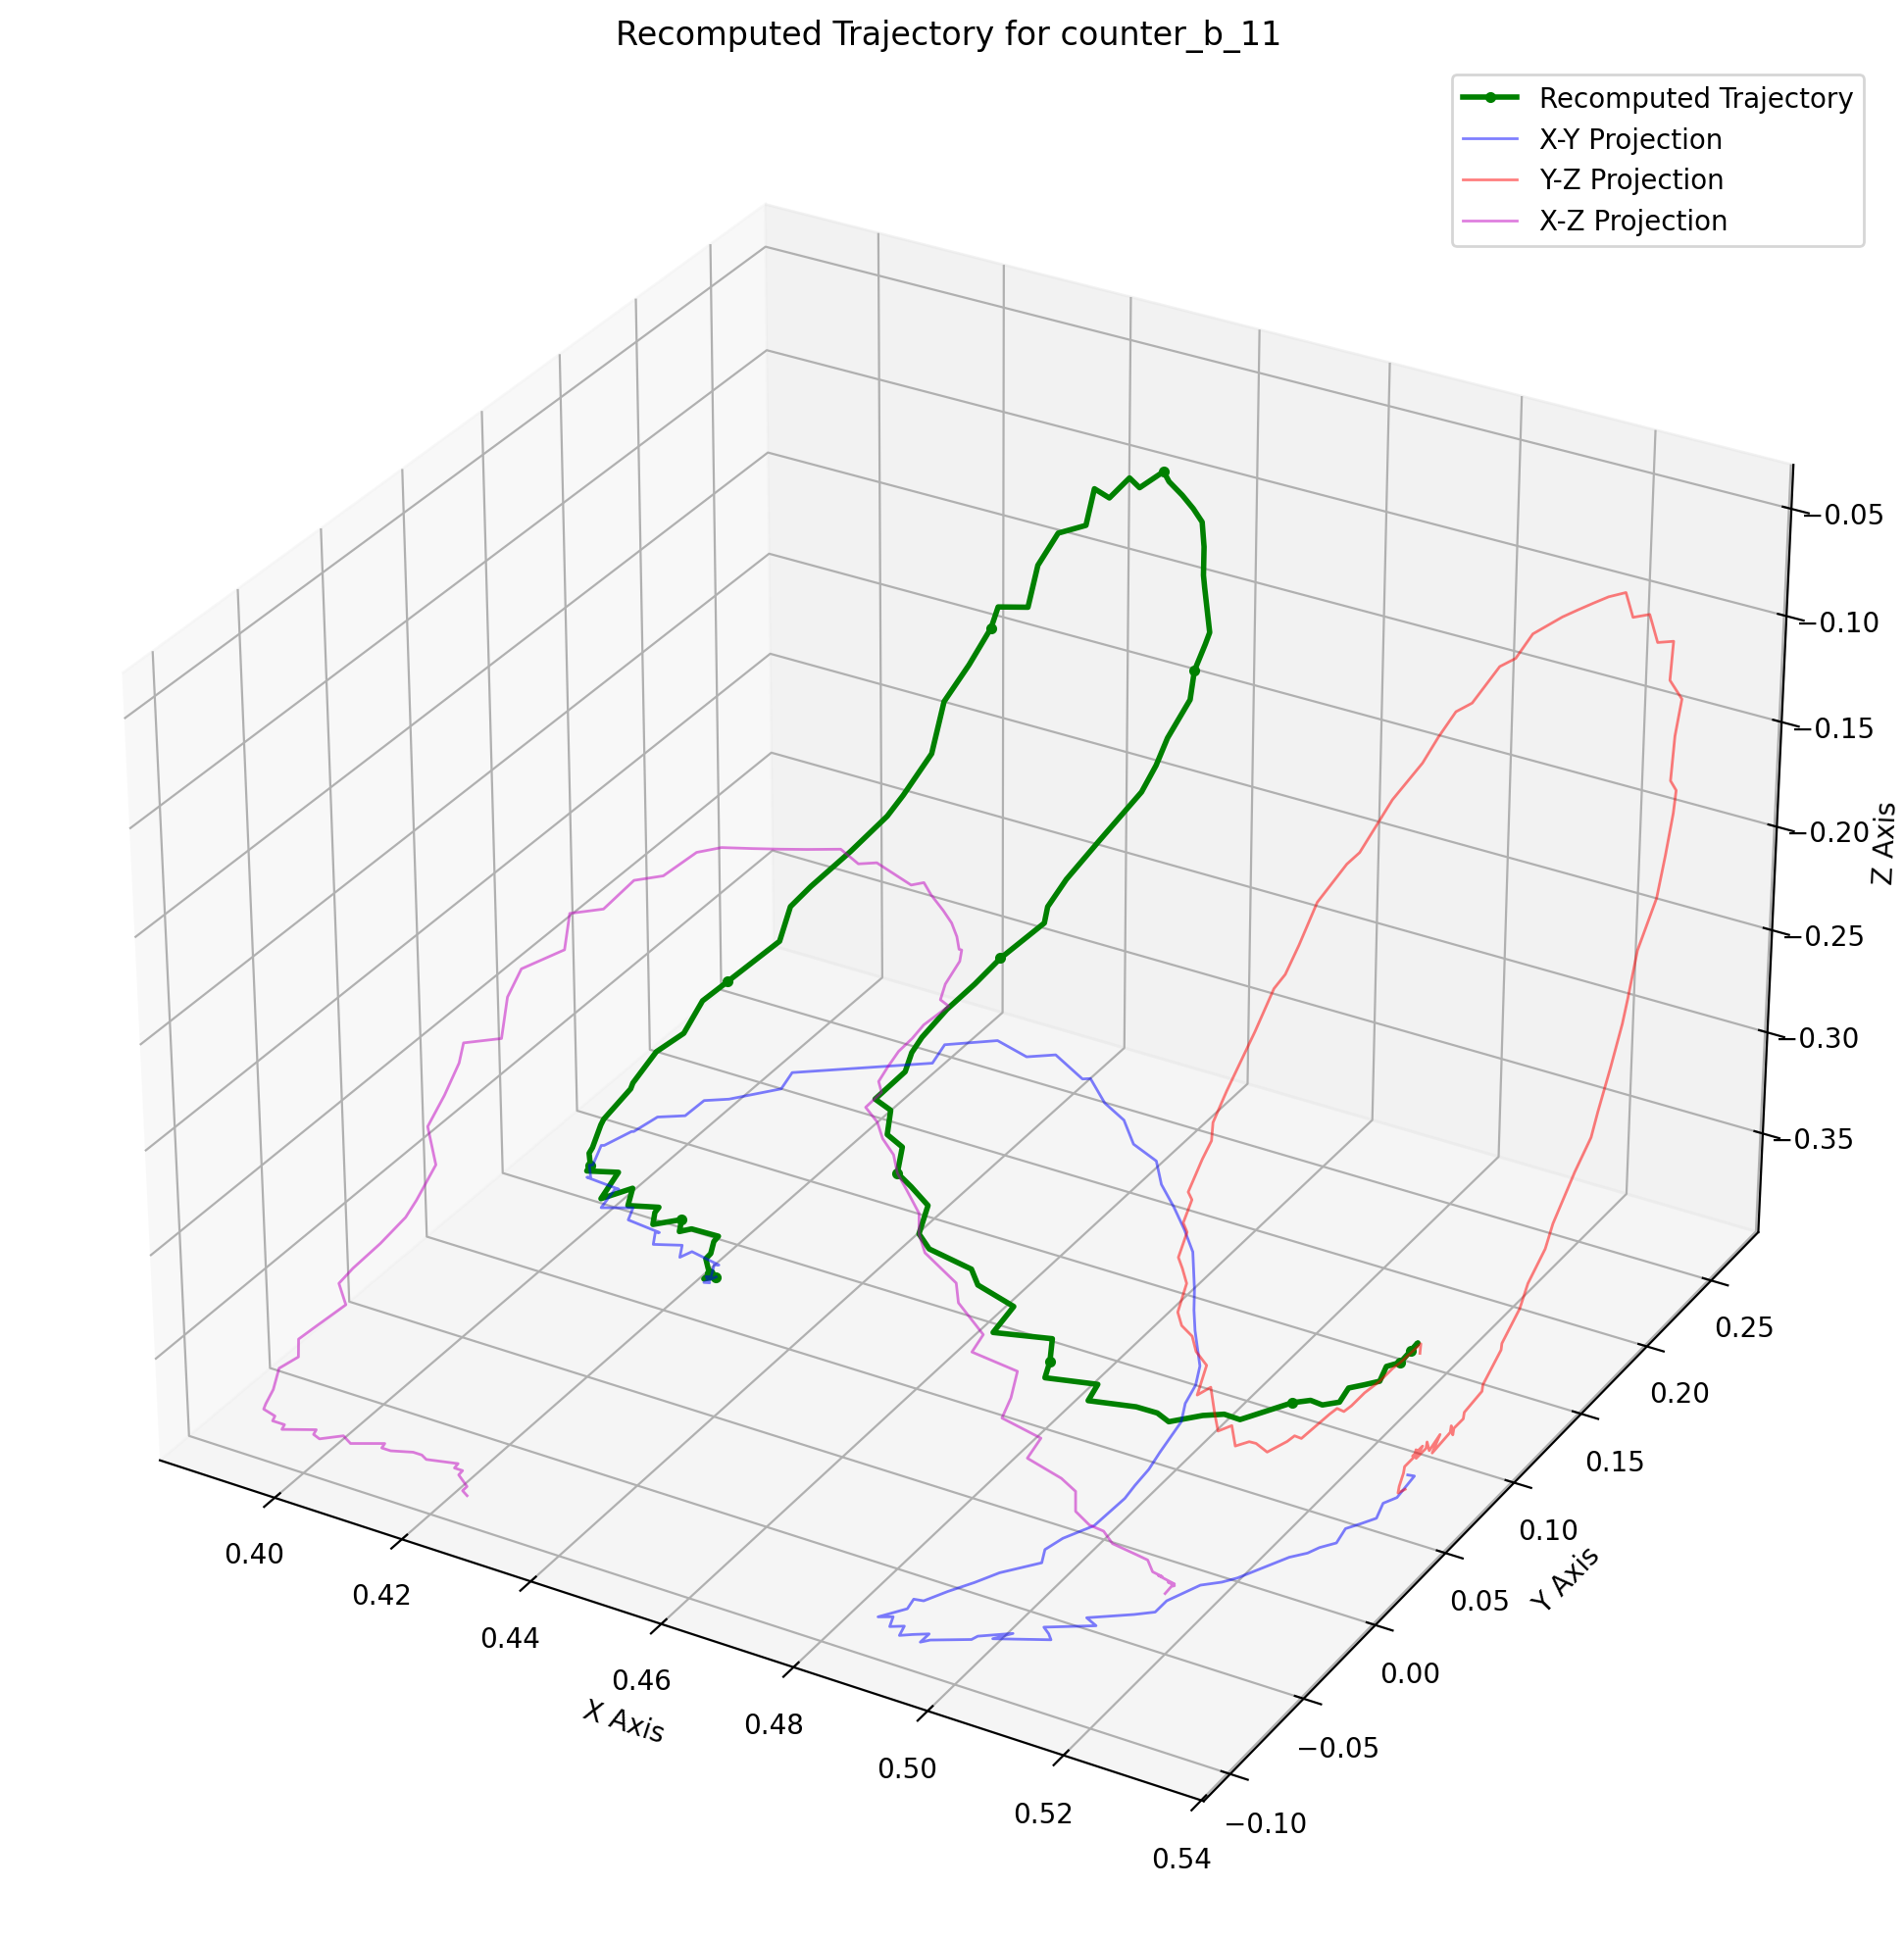 Recomputed Trajectory for counter_b_11
Recomputed Trajectory
X-Y Projection
Y-Z Projection
X-Z Projection
−0.05
−0.10
−0.15
−0.20
−0.25
−0.30
−0.35
Z Axis
0.25
0.20
0.15
0.10
0.05
0.00
−0.05
−0.10
Y Axis
0.40
0.42
0.44
0.46
0.48
0.50
0.52
0.54
X Axis